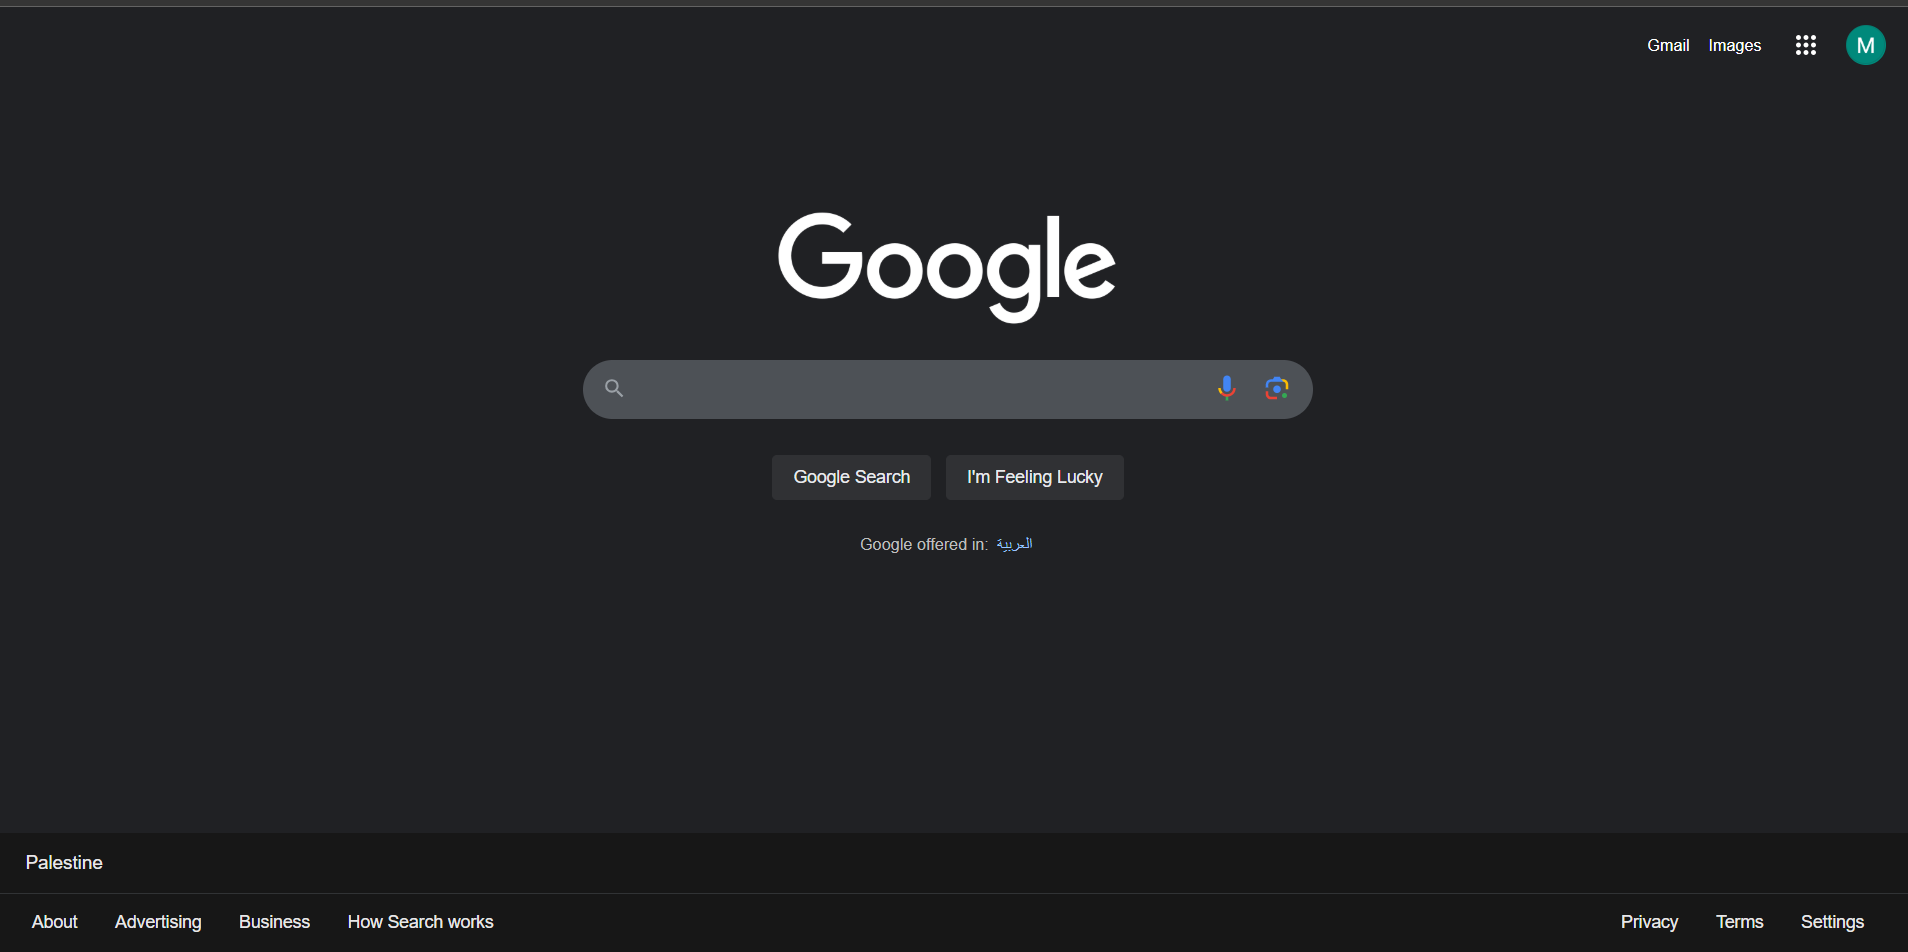 Gmail Images M
Google
Google Search I'm Feeling Lucky
Google offered in: العربية
Palestine
About Advertising Business How Search works Privacy Terms Settings